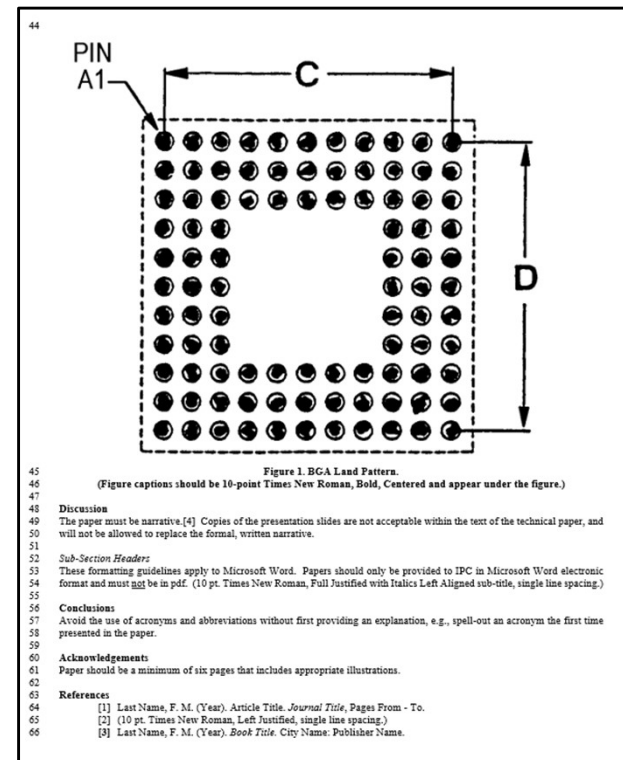 44
PIN
A1
C
D
45 Figure 1. BGA Land Pattern.
46 (Figure captions should be 10-point Times New Roman, Bold, Centered and appear under the figure.)
47
48 Discussion
49 The paper must be narrative.[4] Copies of the presentation slides are not acceptable within the text of the technical paper, and
50 will not be allowed to replace the formal, written narrative.
51
52 Sub-Section Headers
53 These formatting guidelines apply to Microsoft Word. Papers should only be provided to IPC in Microsoft Word electronic
54 format and must not be in pdf. (10 pt. Times New Roman, Full Justified with Italics Left Aligned sub-title, single line spacing.)
55
56 Conclusions
57 Avoid the use of acronyms and abbreviations without first providing an explanation, e.g., spell-out an acronym the first time
58 presented in the paper.
59
60 Acknowledgements
61 Paper should be a minimum of six pages that includes appropriate illustrations.
62
63 References
64 [1] Last Name, F. M. (Year). Article Title. Journal Title, Pages From - To.
65 [2] (10 pt. Times New Roman, Left Justified, single line spacing.)
66 [3] Last Name, F. M. (Year). Book Title. City Name: Publisher Name.